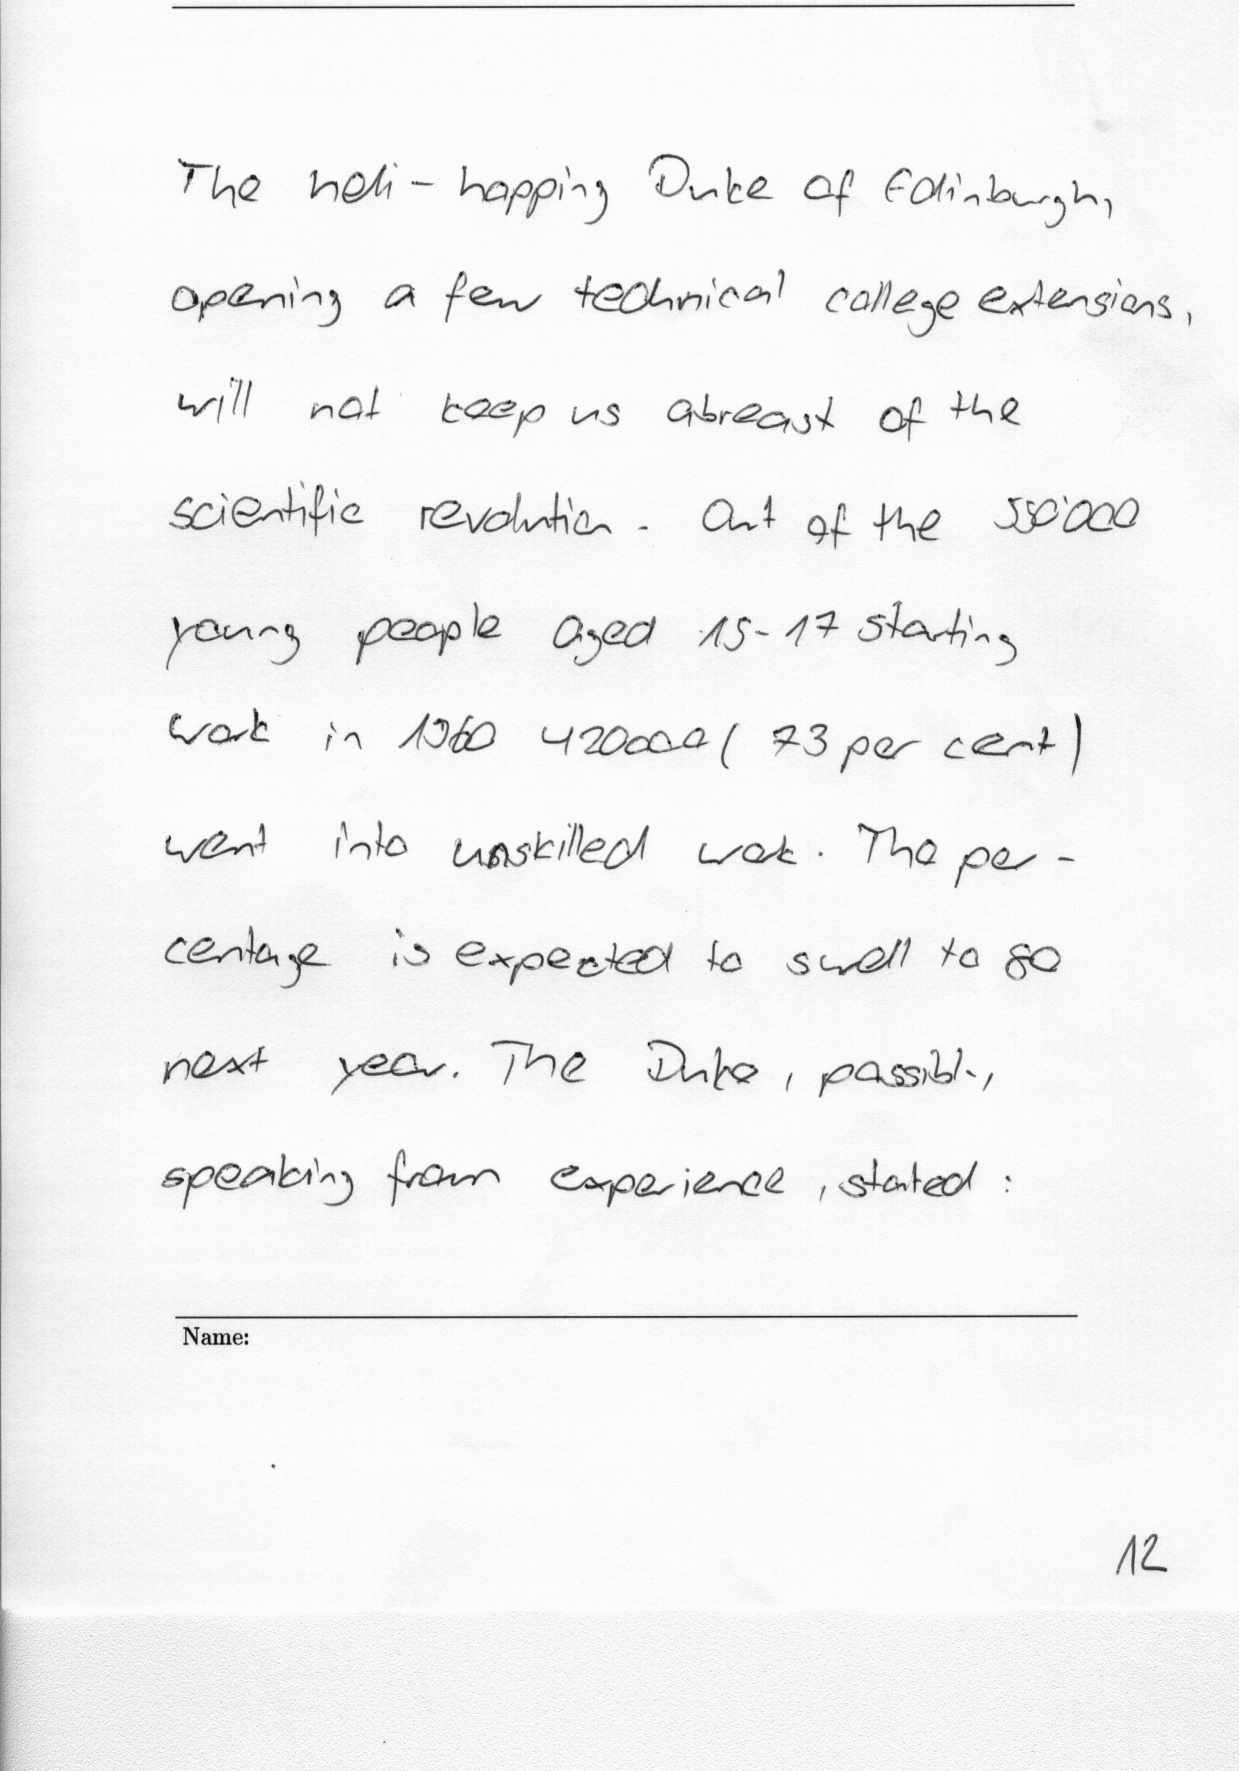 The heli-hopping Duke of Edinburgh,
opening a few technical college extensions,
will not keep us abreast of the
scientific revolution. Out of the 550'000
young people aged 15-17 starting
work in 1960 420000 (73 per cent)
went into unskilled work. The per-
centage is expected to swell to 80
next year. The Duke, possibly,
speaking from experience, stated:
Name:
12